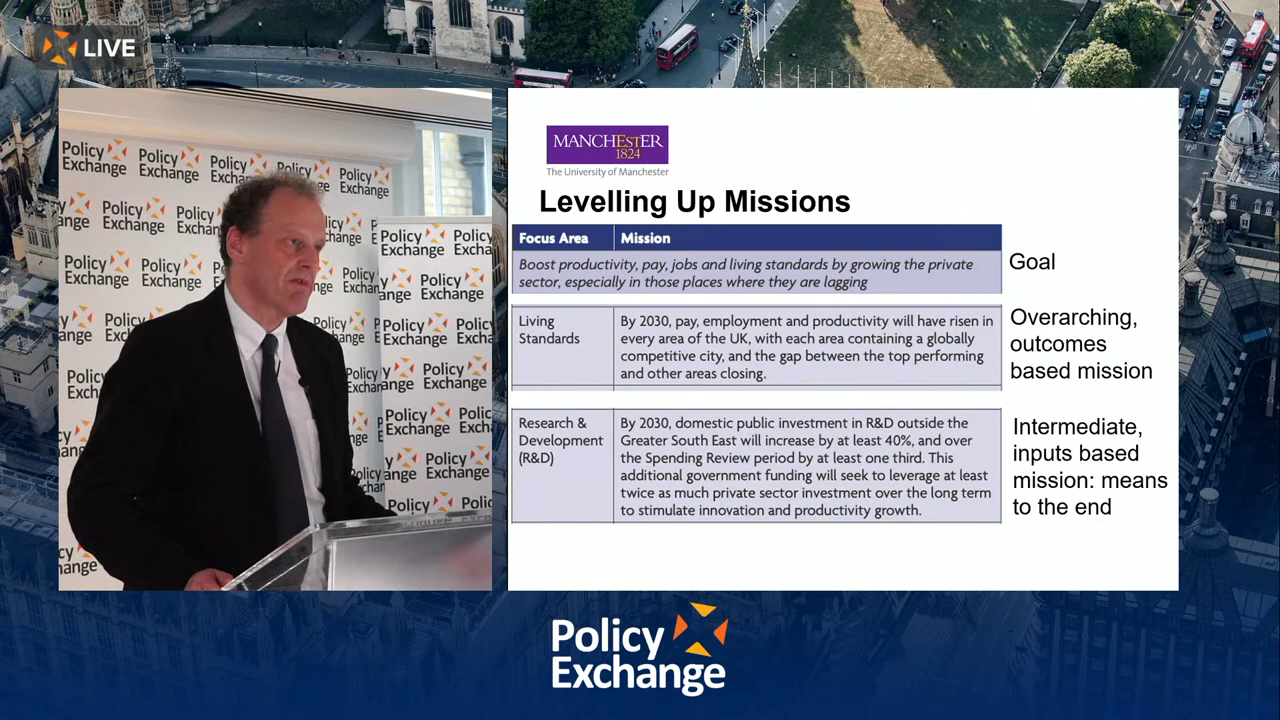 LIVE
Policy
Exchange
MANCHESTER
1824
The University of Manchester
Levelling Up Missions
Focus Area Mission
Boost productivity, pay, jobs and living standards by growing the private
sector, especially in those places where they are lagging
Goal
Living
Standards
By 2030, pay, employment and productivity will have risen in
every area of the UK, with each area containing a globally
competitive city, and the gap between the top performing
and other areas closing.
Overarching,
outcomes
based mission
Research &
Development
(R&D)
By 2030, domestic public investment in R&D outside the
Greater South East will increase by at least 40%, and over
the Spending Review period by at least one third. This
additional government funding will seek to leverage at least
twice as much private sector investment over the long term
to stimulate innovation and productivity growth.
Intermediate,
inputs based
mission: means
to the end
Policy
Exchange